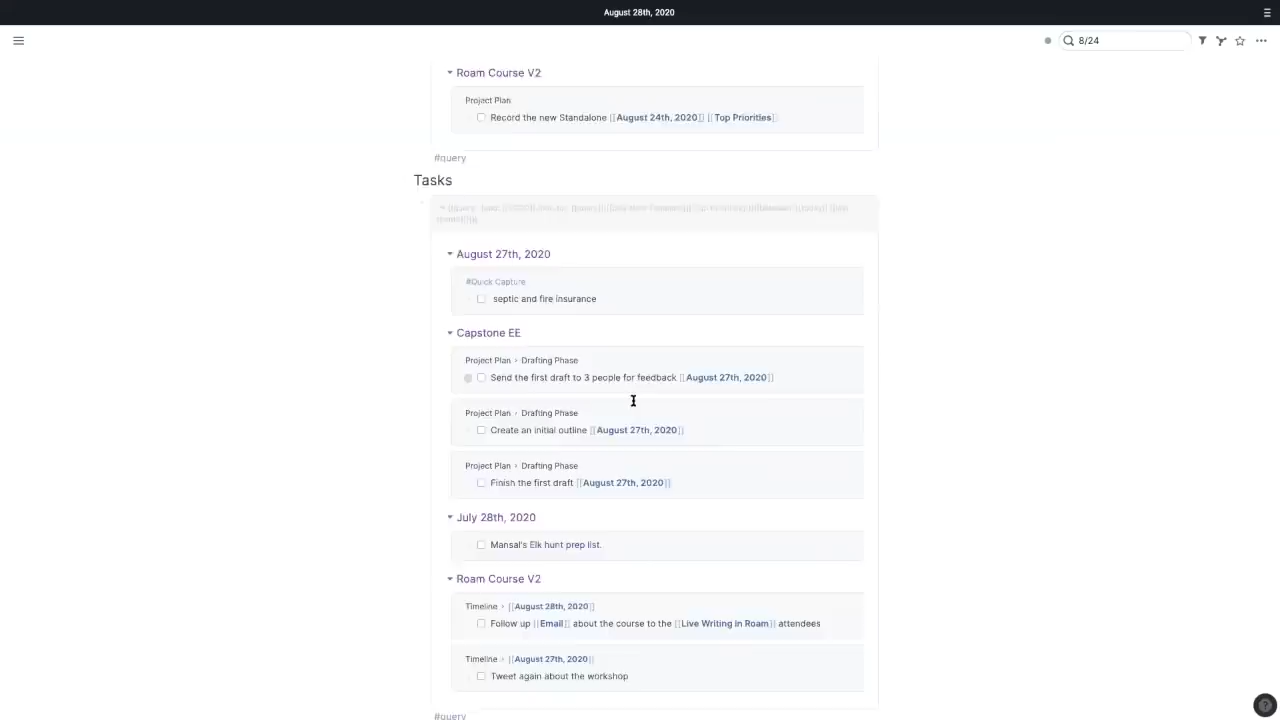 August 28th, 2020
8/24
Roam Course V2
Project Plan
Record the new Standalone [[August 24th, 2020]] [[Top Priorities]]
#query
Tasks
August 27th, 2020
#Quick Capture
septic and fire insurance
Capstone EE
Project Plan › Drafting Phase
Send the first draft to 3 people for feedback [[August 27th, 2020]]
Project Plan › Drafting Phase
Create an initial outline [[August 27th, 2020]]
Project Plan › Drafting Phase
Finish the first draft [[August 27th, 2020]]
July 28th, 2020
Mansal's Elk hunt prep list.
Roam Course V2
Timeline › [[August 28th, 2020]]
Follow up [[Email]] about the course to the [[Live Writing in Roam]] attendees
Timeline › [[August 27th, 2020]]
Tweet again about the workshop
#query